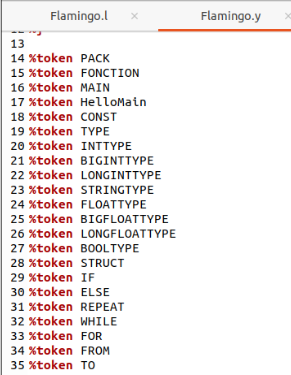 Flamingo.l × Flamingo.y ×
12 %}
13
14 %token PACK
15 %token FONCTION
16 %token MAIN
17 %token HelloMain
18 %token CONST
19 %token TYPE
20 %token INTTYPE
21 %token BIGINTTYPE
22 %token LONGINTTYPE
23 %token STRINGTYPE
24 %token FLOATTYPE
25 %token BIGFLOATTYPE
26 %token LONGFLOATTYPE
27 %token BOOLTYPE
28 %token STRUCT
29 %token IF
30 %token ELSE
31 %token REPEAT
32 %token WHILE
33 %token FOR
34 %token FROM
35 %token TO